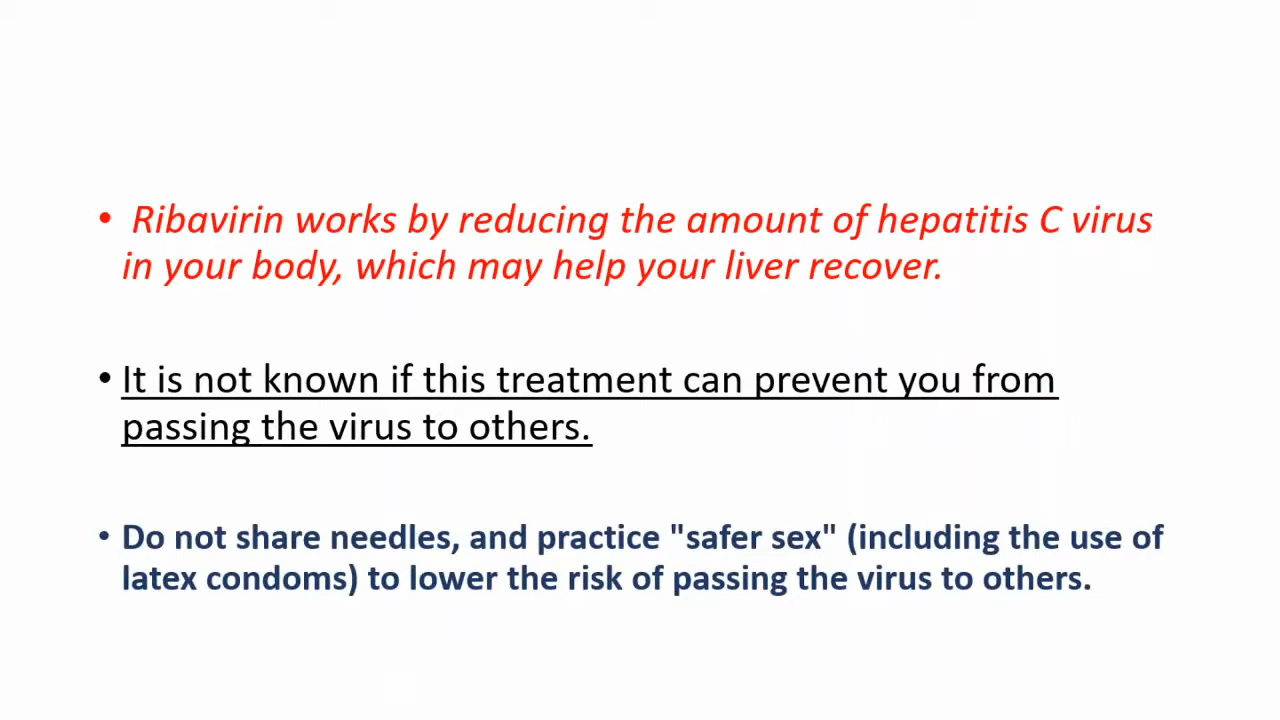 • Ribavirin works by reducing the amount of hepatitis C virus
in your body, which may help your liver recover.
• It is not known if this treatment can prevent you from
passing the virus to others.
• Do not share needles, and practice "safer sex" (including the use of
latex condoms) to lower the risk of passing the virus to others.